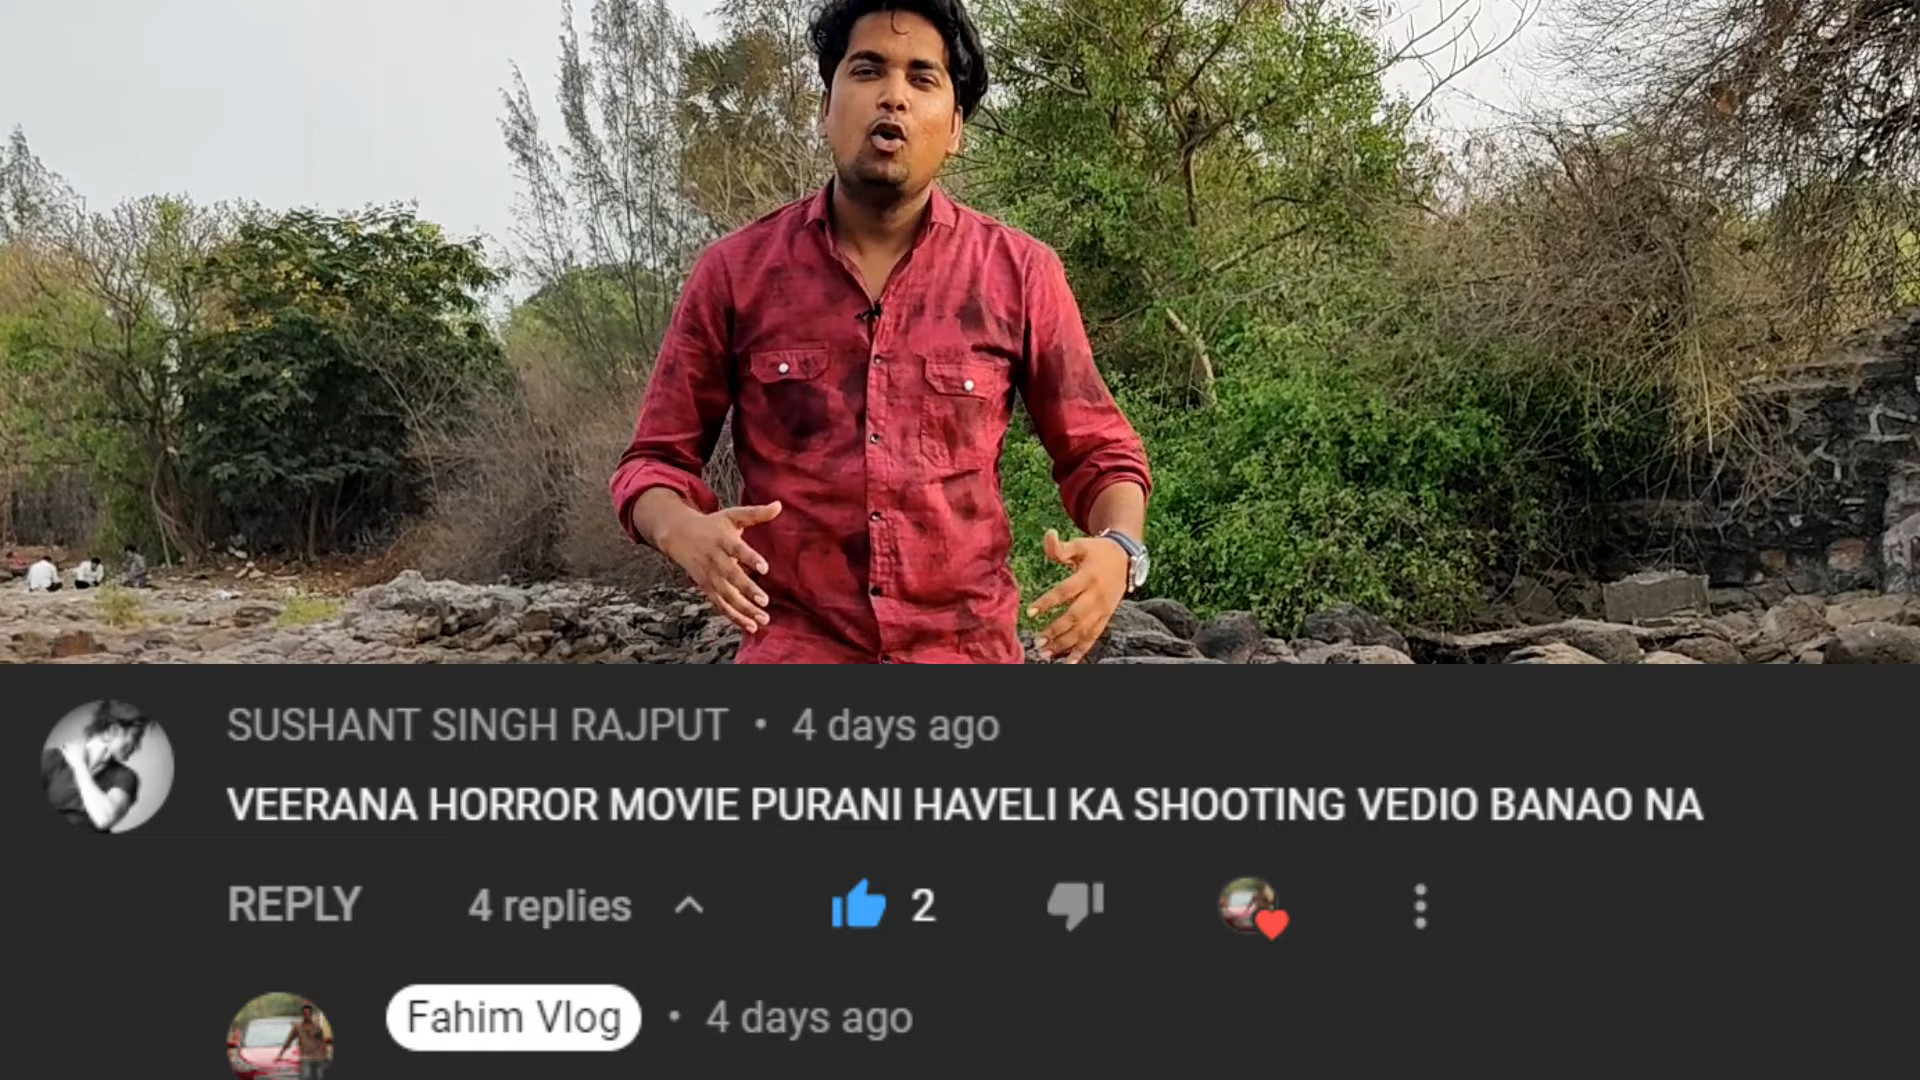 SUSHANT SINGH RAJPUT • 4 days ago
VEERANA HORROR MOVIE PURANI HAVELI KA SHOOTING VEDIO BANAO NA
REPLY 4 replies 2
Fahim Vlog • 4 days ago